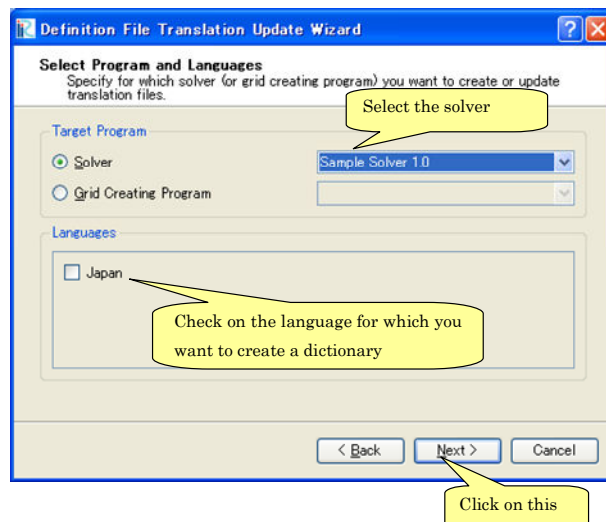 Definition File Translation Update Wizard
Select Program and Languages
Specify for which solver (or grid creating program) you want to create or update
translation files.
Select the solver
Target Program
Solver
Sample Solver 1.0
Grid Creating Program
Languages
Japan
Check on the language for which you
want to create a dictionary
< Back
Next >
Cancel
Click on this